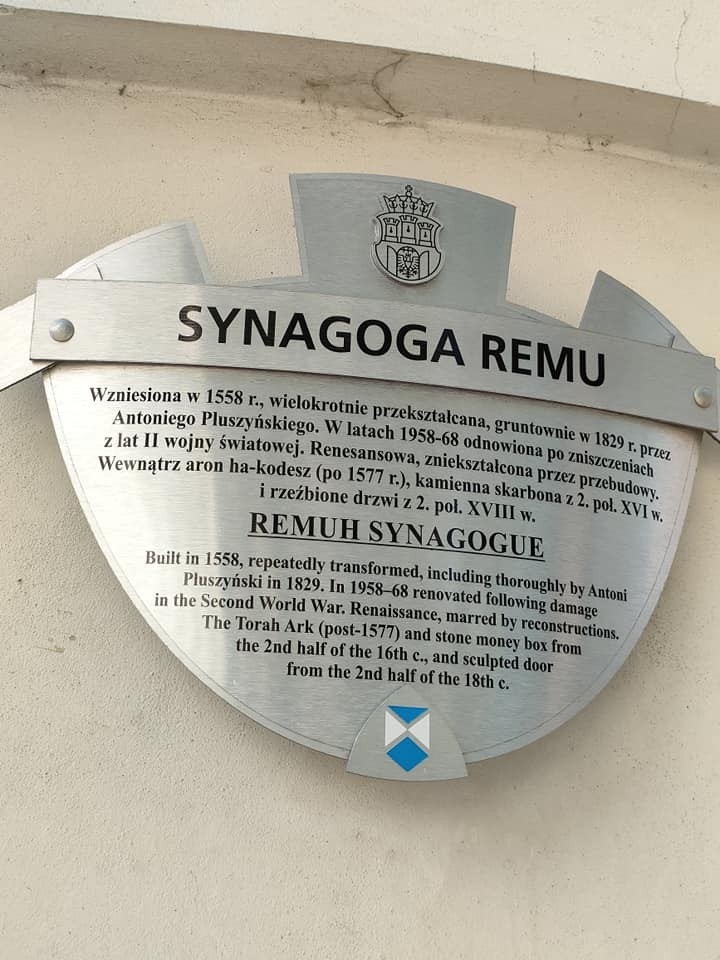 SYNAGOGA REMU
Wzniesiona w 1558 r., wielokrotnie przekształcana, gruntownie w 1829 r. przez
Antoniego Pluszyńskiego. W latach 1958-68 odnowiona po zniszczeniach
z lat II wojny światowej. Renesansowa, zniekształcona przez przebudowy.
Wewnątrz aron ha-kodesz (po 1577 r.), kamienna skarbona z 2. poł. XVI w.
i rzeźbione drzwi z 2. poł. XVIII w.
REMUH SYNAGOGUE
Built in 1558, repeatedly transformed, including thoroughly by Antoni
Pluszyński in 1829. In 1958–68 renovated following damage
in the Second World War. Renaissance, marred by reconstructions.
The Torah Ark (post-1577) and stone money box from
the 2nd half of the 16th c., and sculpted door
from the 2nd half of the 18th c.